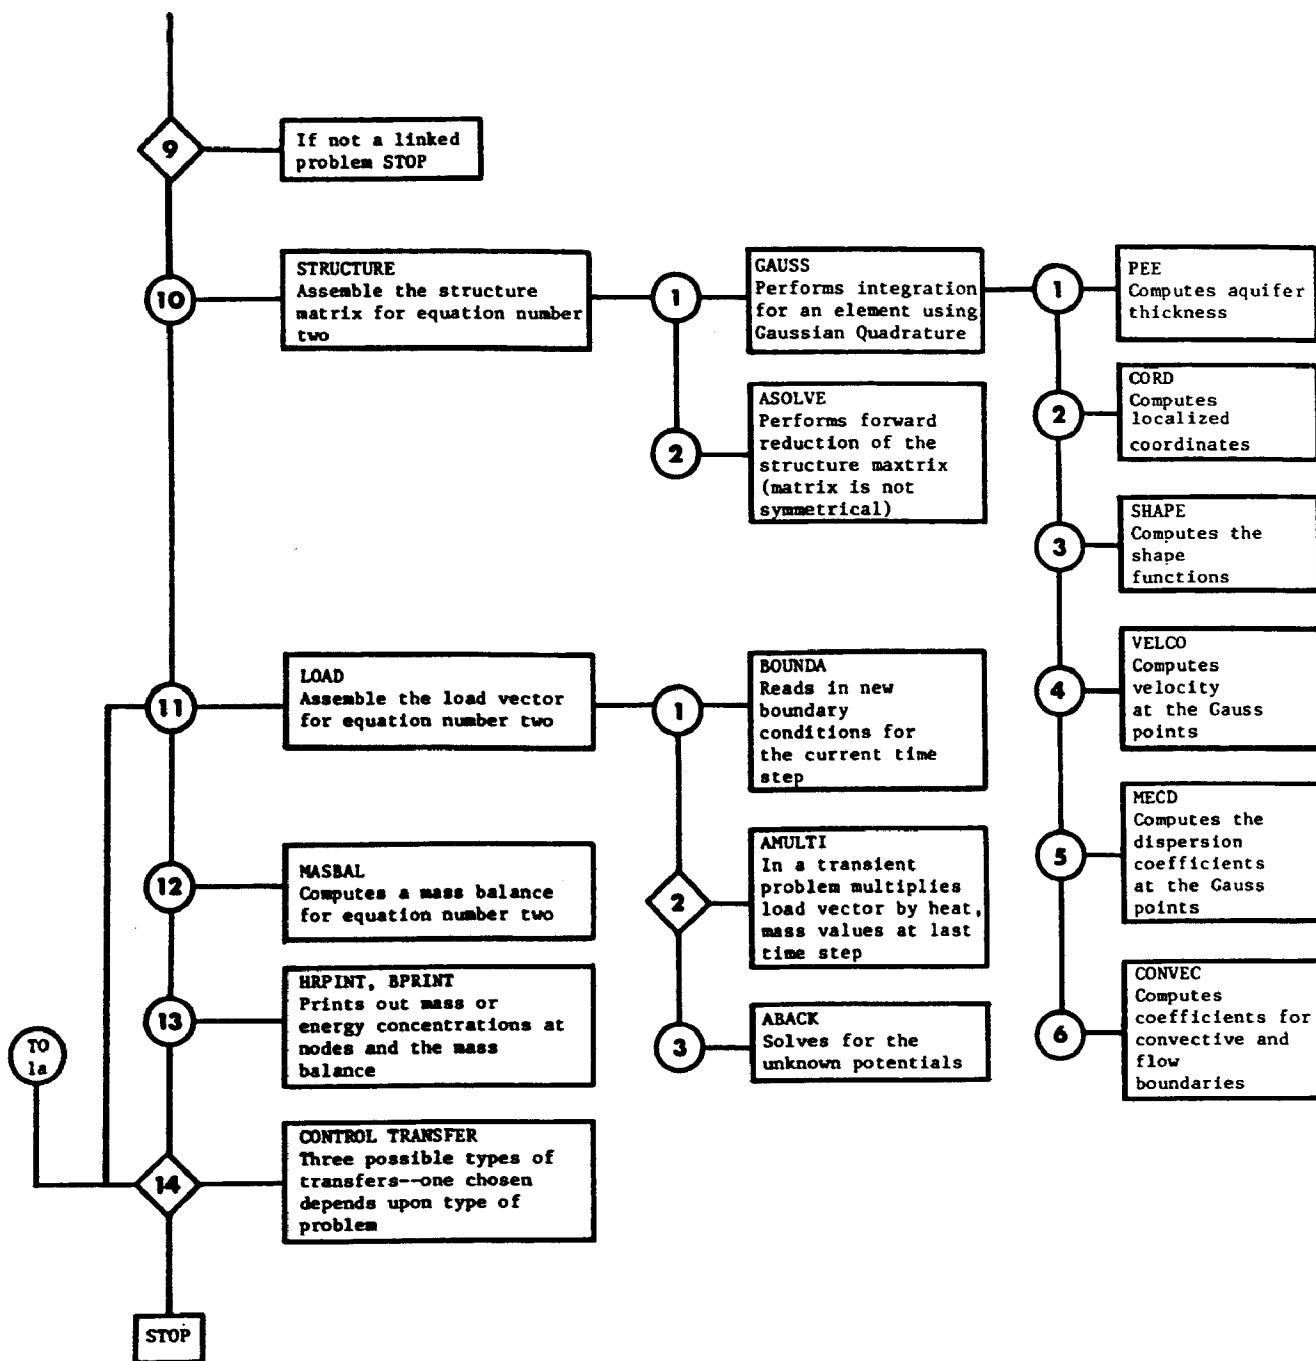 9
If not a linked
problem STOP
10
STRUCTURE
Assemble the structure
matrix for equation number
two
1
GAUSS
Performs integration
for an element using
Gaussian Quadrature
2
ASOLVE
Performs forward
reduction of the
structure maxtrix
(matrix is not
symmetrical)
1
PEE
Computes aquifer
thickness
2
CORD
Computes
localized
coordinates
3
SHAPE
Computes the
shape
functions
4
VELCO
Computes
velocity
at the Gauss
points
5
MECD
Computes the
dispersion
coefficients
at the Gauss
points
6
CONVEC
Computes
coefficients for
convective and
flow
boundaries
11
LOAD
Assemble the load vector
for equation number two
1
BOUNDA
Reads in new
boundary
conditions for
the current time
step
2
AMULTI
In a transient
problem multiplies
load vector by heat,
mass values at last
time step
3
ABACK
Solves for the
unknown potentials
12
MASBAL
Computes a mass balance
for equation number two
13
HRPINT, BPRINT
Prints out mass or
energy concentrations at
nodes and the mass
balance
TO
1a
14
CONTROL TRANSFER
Three possible types of
transfers--one chosen
depends upon type of
problem
STOP